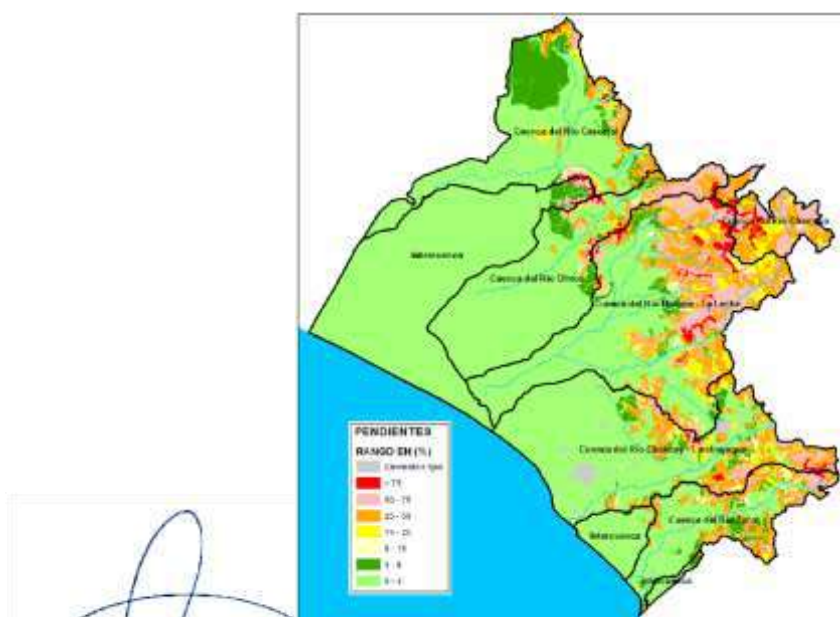 Cuenca del Río Cascajal
Intercuenca
Cuenca del Río Olmos
Cuenca del Río Motupe - La Leche
Cuenca del Río Chancay - Lambayeque
Cuenca del Río Zaña
Intercuenca
Intercuenca
PENDIENTES
RANGO EN (%)
> 75
50 - 75
25 - 50
15 - 25
8 - 15
4 - 8
0 - 4